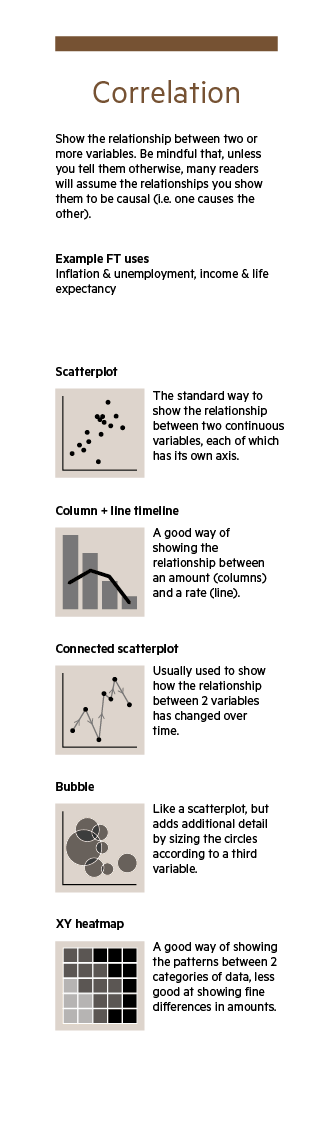 Correlation
Show the relationship between two or
more variables. Be mindful that, unless
you tell them otherwise, many readers
will assume the relationships you show
them to be causal (i.e. one causes the
other).
Example FT uses
Inflation & unemployment, income & life
expectancy
Scatterplot
The standard way to
show the relationship
between two continuous
variables, each of which
has its own axis.
Column + line timeline
A good way of
showing the
relationship between
an amount (columns)
and a rate (line).
Connected scatterplot
Usually used to show
how the relationship
between 2 variables
has changed over
time.
Bubble
Like a scatterplot, but
adds additional detail
by sizing the circles
according to a third
variable.
XY heatmap
A good way of showing
the patterns between 2
categories of data, less
good at showing fine
differences in amounts.